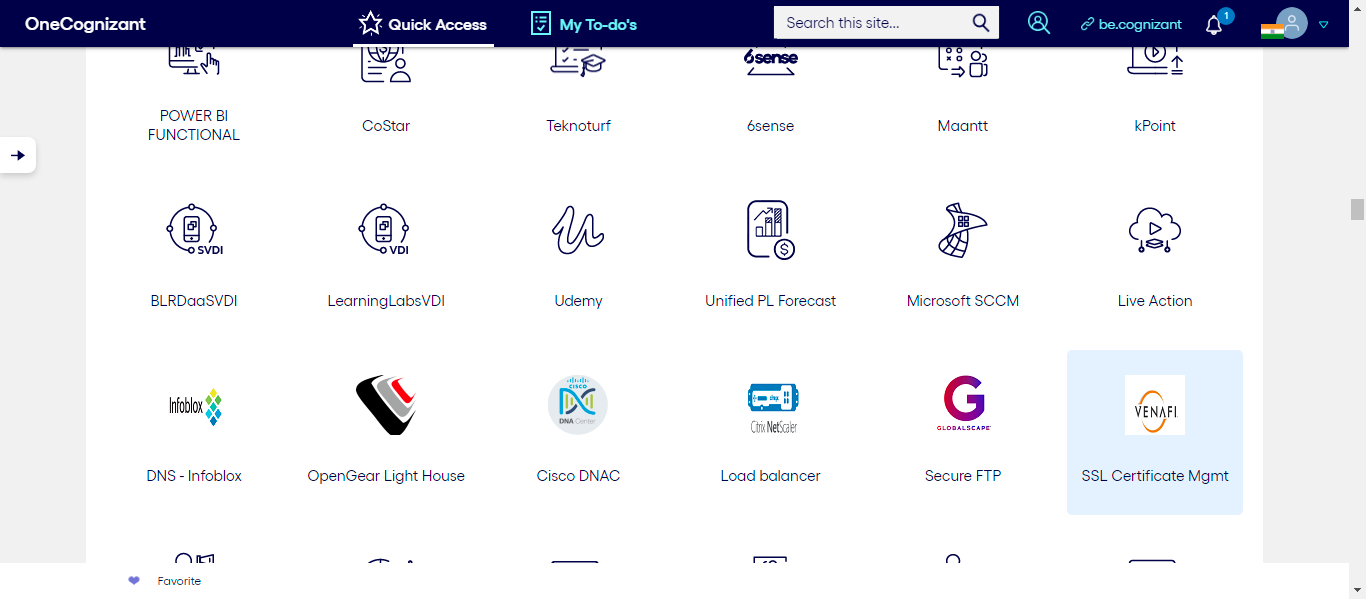 OneCognizant
Quick Access
My To-do's
Search this site...
be.cognizant
1
6sense
POWER BI
FUNCTIONAL
CoStar
Teknoturf
6sense
Maantt
kPoint
SVDI
VDI
$
BLRDaaSVDI
LearningLabsVDI
Udemy
Unified PL Forecast
Microsoft SCCM
Live Action
Infoblox
CISCO
DNA Center
citrix
Citrix NetScaler
G
GLOBALSCAPE
VENAFI
DNS - Infoblox
OpenGear Light House
Cisco DNAC
Load balancer
Secure FTP
SSL Certificate Mgmt
Favorite